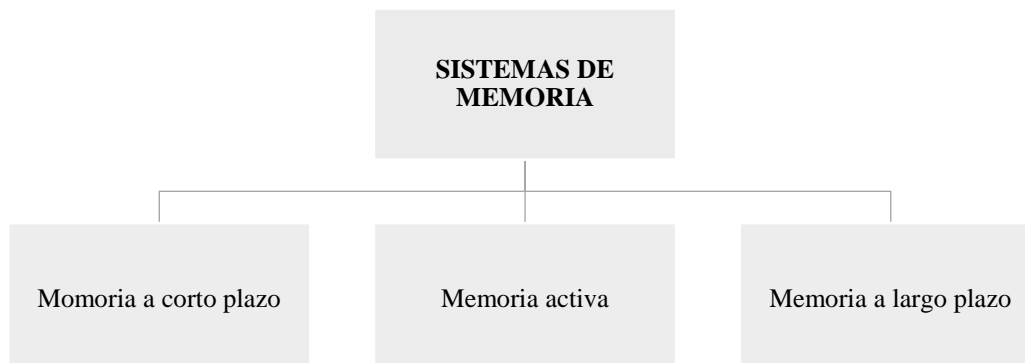 SISTEMAS DE
MEMORIA
Momoria a corto plazo
Memoria activa
Memoria a largo plazo